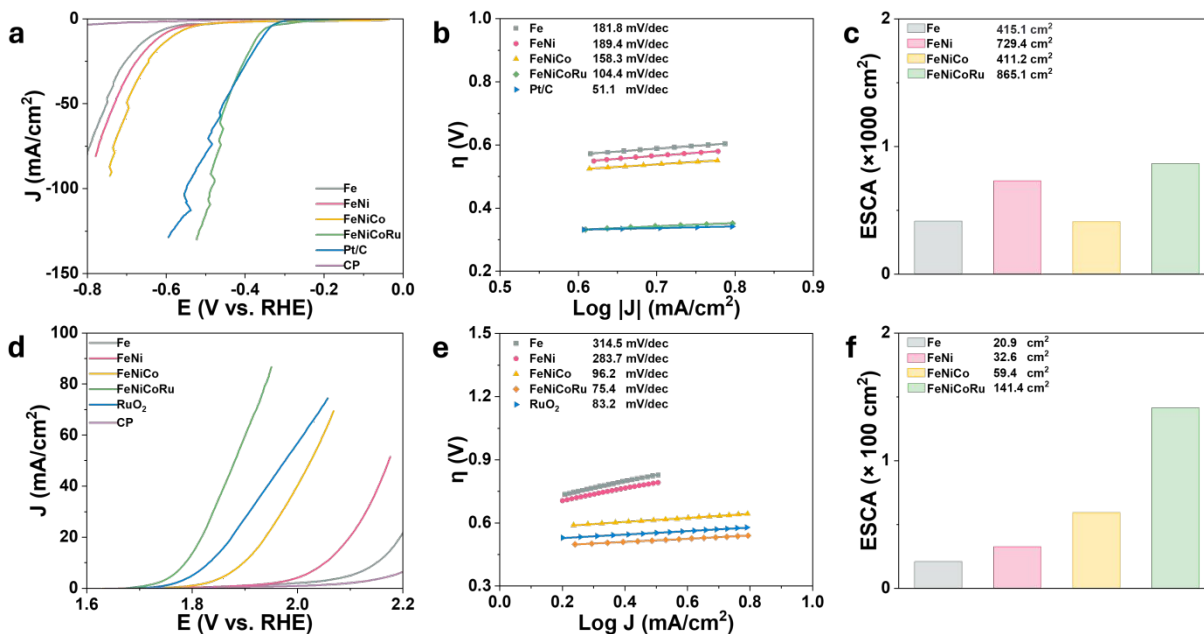 a
J (mA/cm²)
0
-50
-100
-150
Fe
FeNi
FeNiCo
FeNiCoRu
Pt/C
CP
-0.8 -0.6 -0.4 -0.2 0.0
E (V vs. RHE)
b
η (V)
1.0
0.8
0.6
0.4
0.2
Fe 181.8 mV/dec
FeNi 189.4 mV/dec
FeNiCo 158.3 mV/dec
FeNiCoRu 104.4 mV/dec
Pt/C 51.1 mV/dec
0.5 0.6 0.7 0.8 0.9
Log |J| (mA/cm²)
c
ESCA (×1000 cm²)
2
1
0
Fe 415.1 cm²
FeNi 729.4 cm²
FeNiCo 411.2 cm²
FeNiCoRu 865.1 cm²
d
J (mA/cm²)
100
80
60
40
20
0
Fe
FeNi
FeNiCo
FeNiCoRu
RuO₂
CP
1.6 1.8 2.0 2.2
E (V vs. RHE)
e
η (V)
1.5
1.2
0.9
0.6
0.3
Fe 314.5 mV/dec
FeNi 283.7 mV/dec
FeNiCo 96.2 mV/dec
FeNiCoRu 75.4 mV/dec
RuO₂ 83.2 mV/dec
0.0 0.2 0.4 0.6 0.8 1.0
Log J (mA/cm²)
f
ESCA (× 100 cm²)
2
1
0
Fe 20.9 cm²
FeNi 32.6 cm²
FeNiCo 59.4 cm²
FeNiCoRu 141.4 cm²